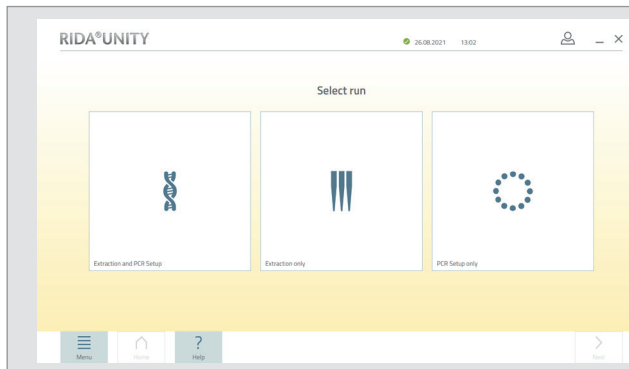 RIDA®UNITY
26.08.2021 13:02
Select run
Extraction and PCR Setup
Extraction only
PCR Setup only
Menu
Home
?
Help
Next